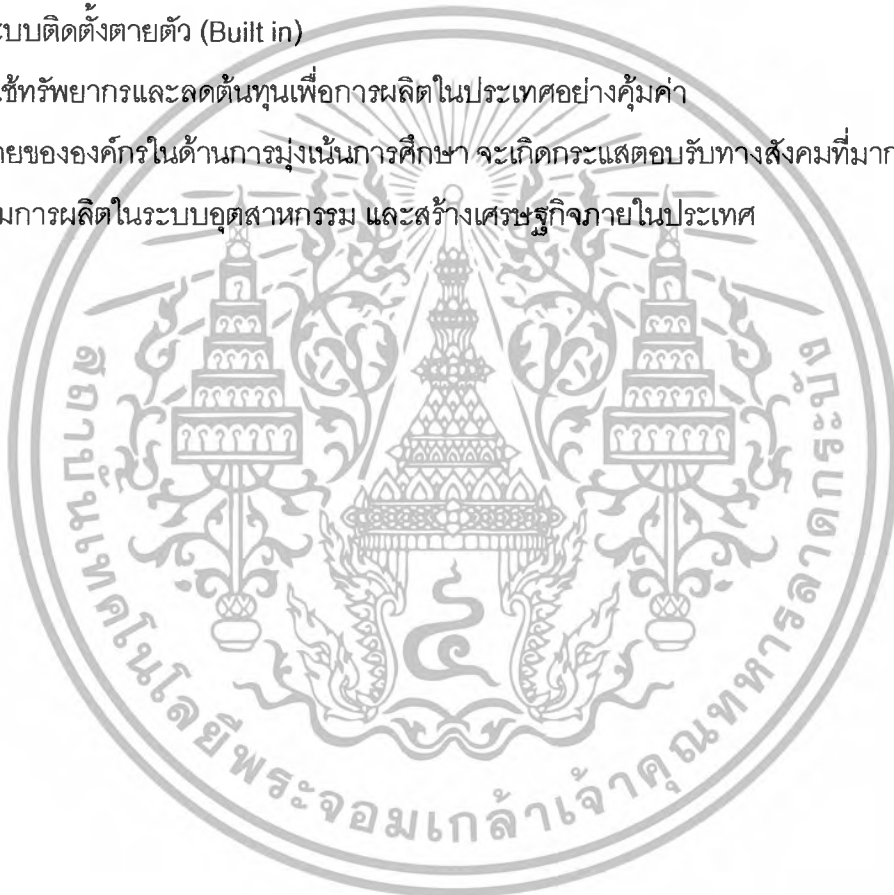 ะบบติดตั้งตายตัว (Built in)
ช้ทรัพยากรและลดต้นทุนเพื่อการผลิตในประเทศอย่างคุ้มค่า
ายขององค์กรในด้านการมุ่งเน้นการศึกษา จะเกิดกระแสตอบรับทางสังคมที่มาก
มการผลิตในระบบอุตสาหกรรม และสร้างเศรษฐกิจภายในประเทศ
๔
สถาบันเทคโนโลยีพระจอมเกล้าเจ้าคุณทหารลาดกระบัง